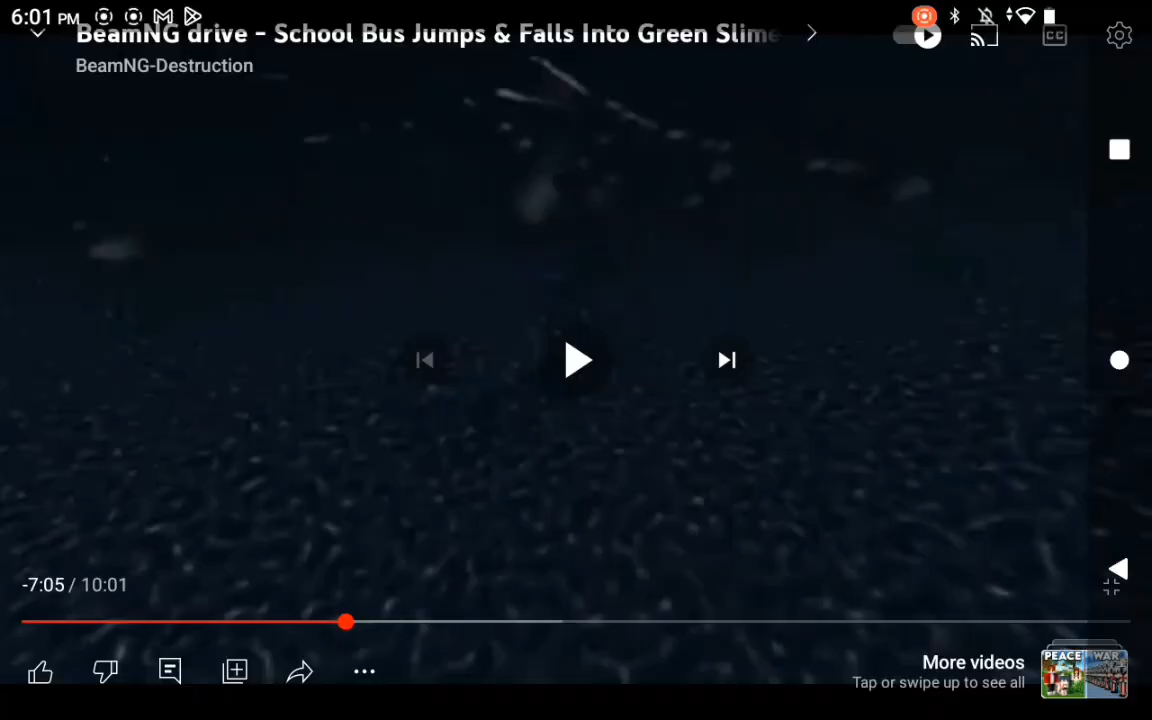 6:01 PM
BeamNG drive - School Bus Jumps & Falls Into Green Slime
CC
BeamNG-Destruction
-7:05 / 10:01
More videos
PEACE WAR
Tap or swipe up to see all